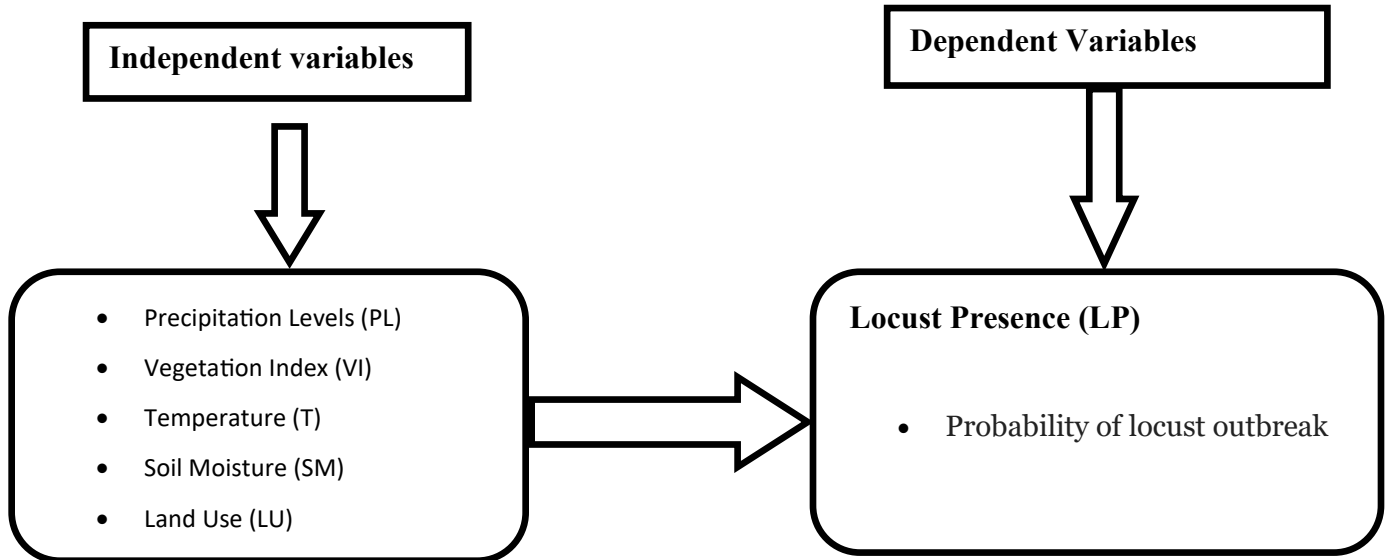 Independent variables
Dependent Variables
• Precipitation Levels (PL)
• Vegetation Index (VI)
• Temperature (T)
• Soil Moisture (SM)
• Land Use (LU)
Locust Presence (LP)
• Probability of locust outbreak